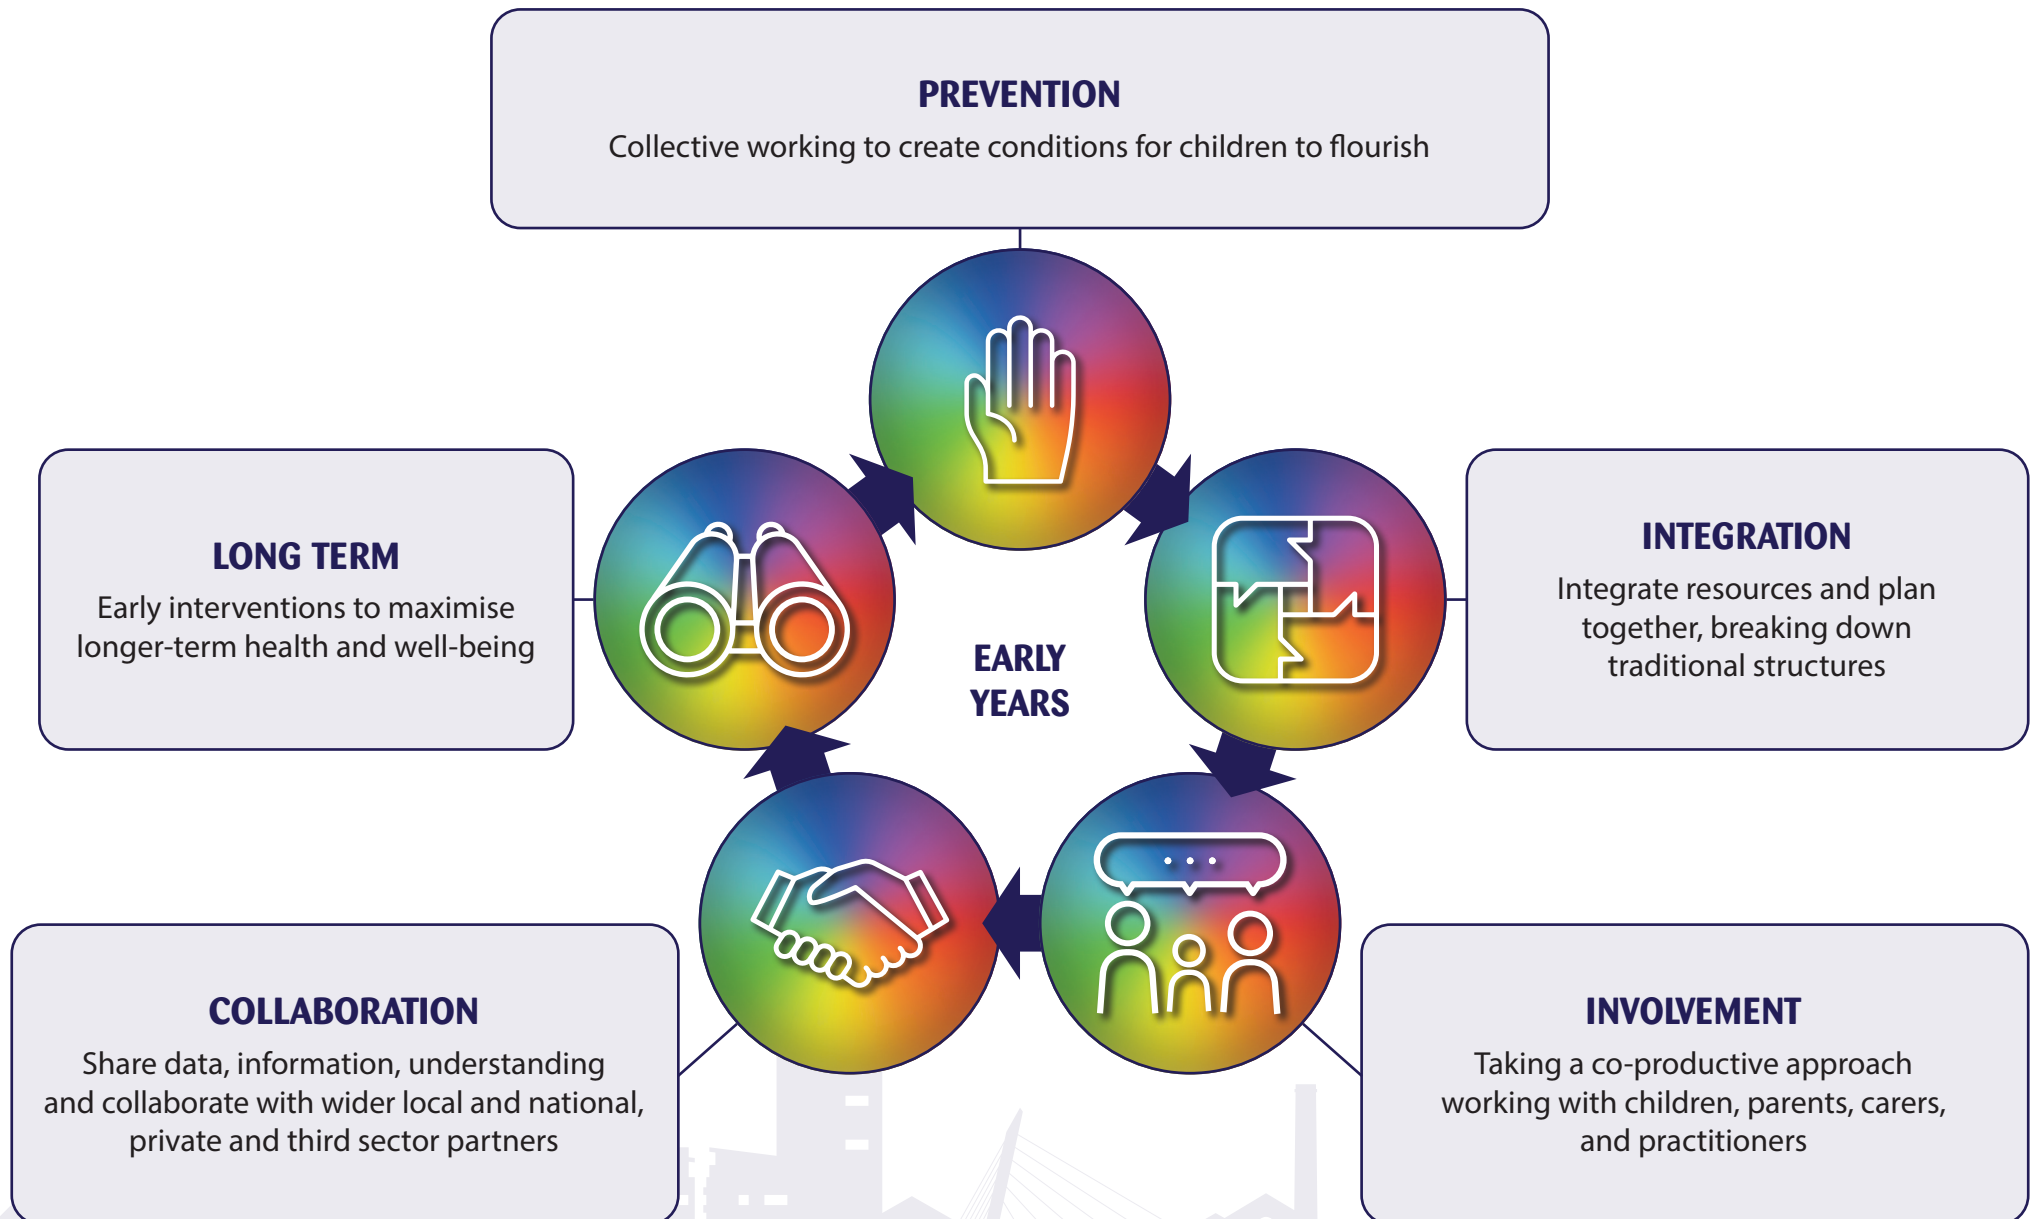 PREVENTION
Collective working to create conditions for children to flourish
LONG TERM
Early interventions to maximise
longer-term health and well-being
INTEGRATION
Integrate resources and plan
together, breaking down
traditional structures
EARLY
YEARS
COLLABORATION
Share data, information, understanding
and collaborate with wider local and national,
private and third sector partners
INVOLVEMENT
Taking a co-productive approach
working with children, parents, carers,
and practitioners